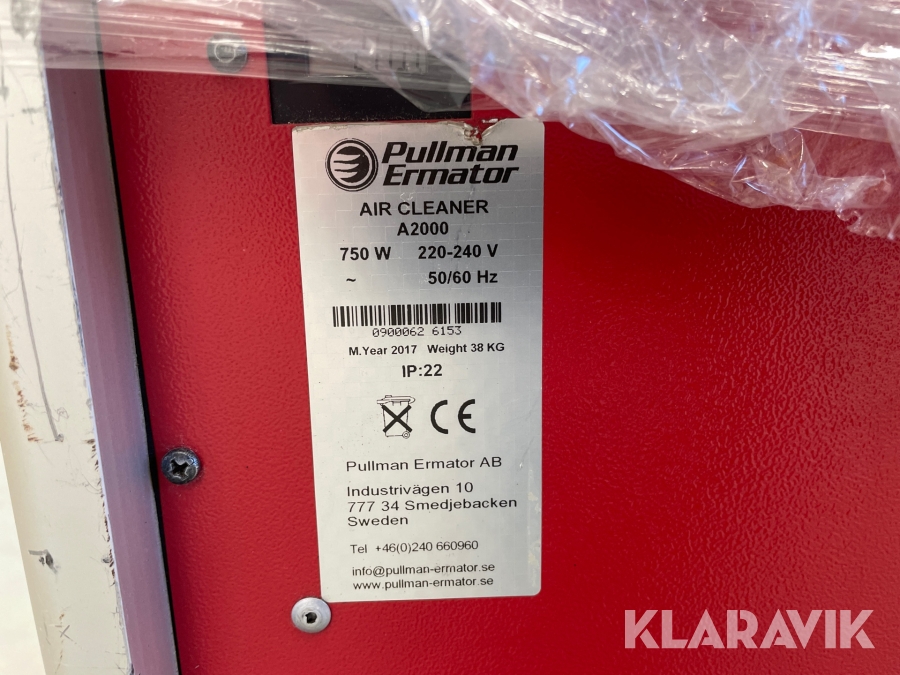 Pullman
Ermator
AIR CLEANER
A2000
750 W 220-240 V
~ 50/60 Hz
0900062 6153
M.Year 2017 Weight 38 KG
IP:22
CE
Pullman Ermator AB
Industrivägen 10
777 34 Smedjebacken
Sweden
Tel +46(0)240 660960
info@pullman-ermator.se
www.pullman-ermator.se
KLARAVIK